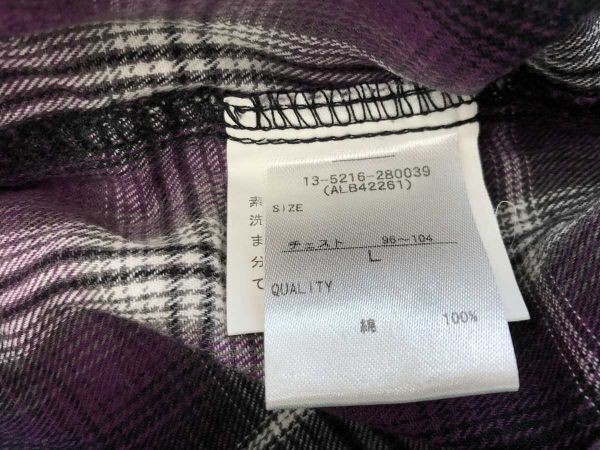 13-5216-280039
(ALB42261)
SIZE
チェスト 96～104
L
QUALITY
綿 100%
素
洗
ま
分
て